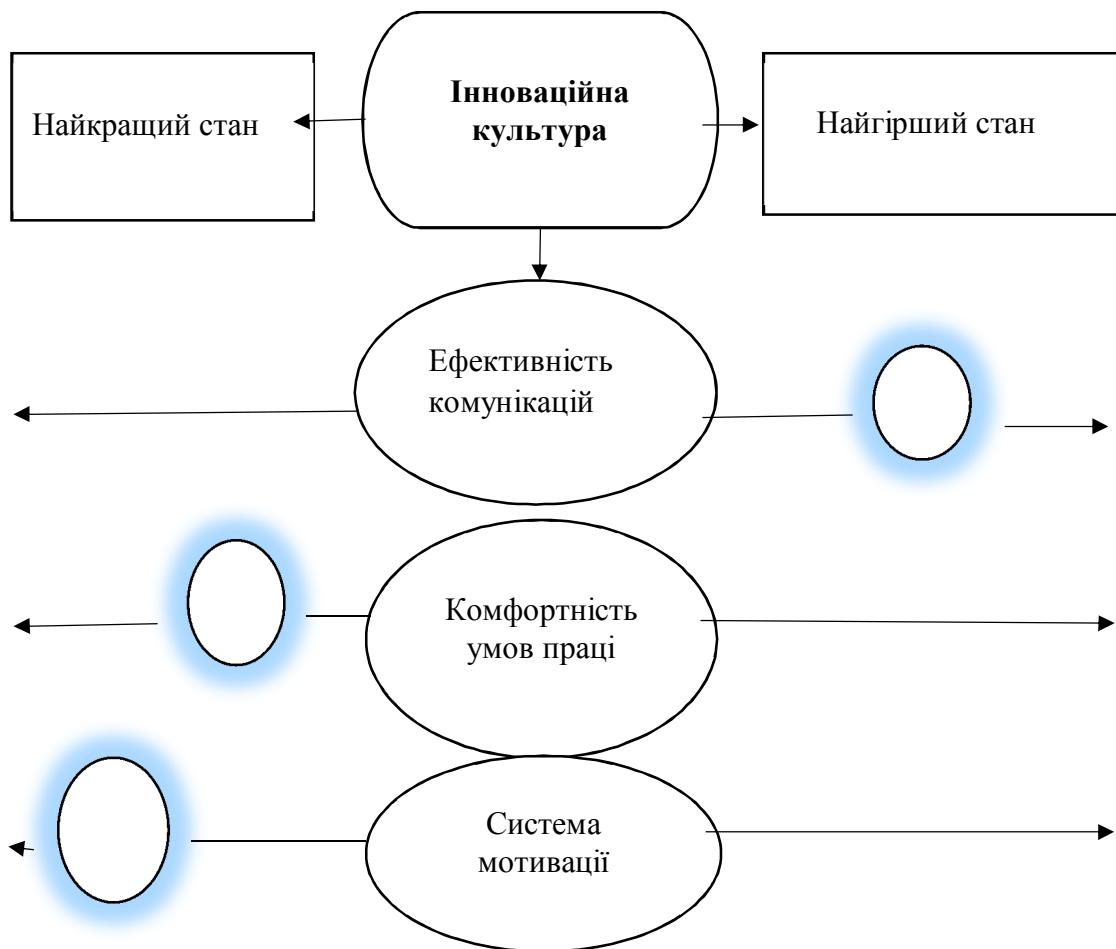 Інноваційна
культура
Найкращий стан
Найгірший стан
Ефективність
комунікацій
Комфортність
умов праці
Система
мотивації